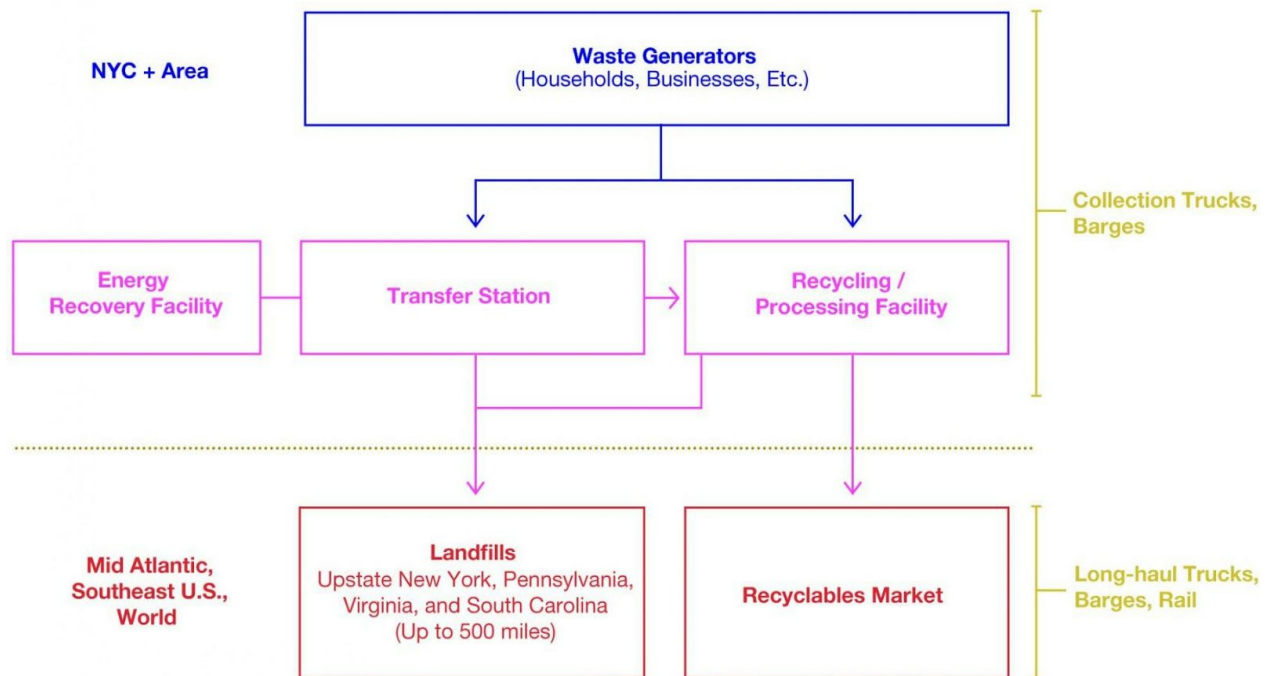 NYC + Area
Waste Generators
(Households, Businesses, Etc.)
Collection Trucks,
Barges
Energy
Recovery Facility
Transfer Station
Recycling /
Processing Facility
Mid Atlantic,
Southeast U.S.,
World
Landfills
Upstate New York, Pennsylvania,
Virginia, and South Carolina
(Up to 500 miles)
Recyclables Market
Long-haul Trucks,
Barges, Rail